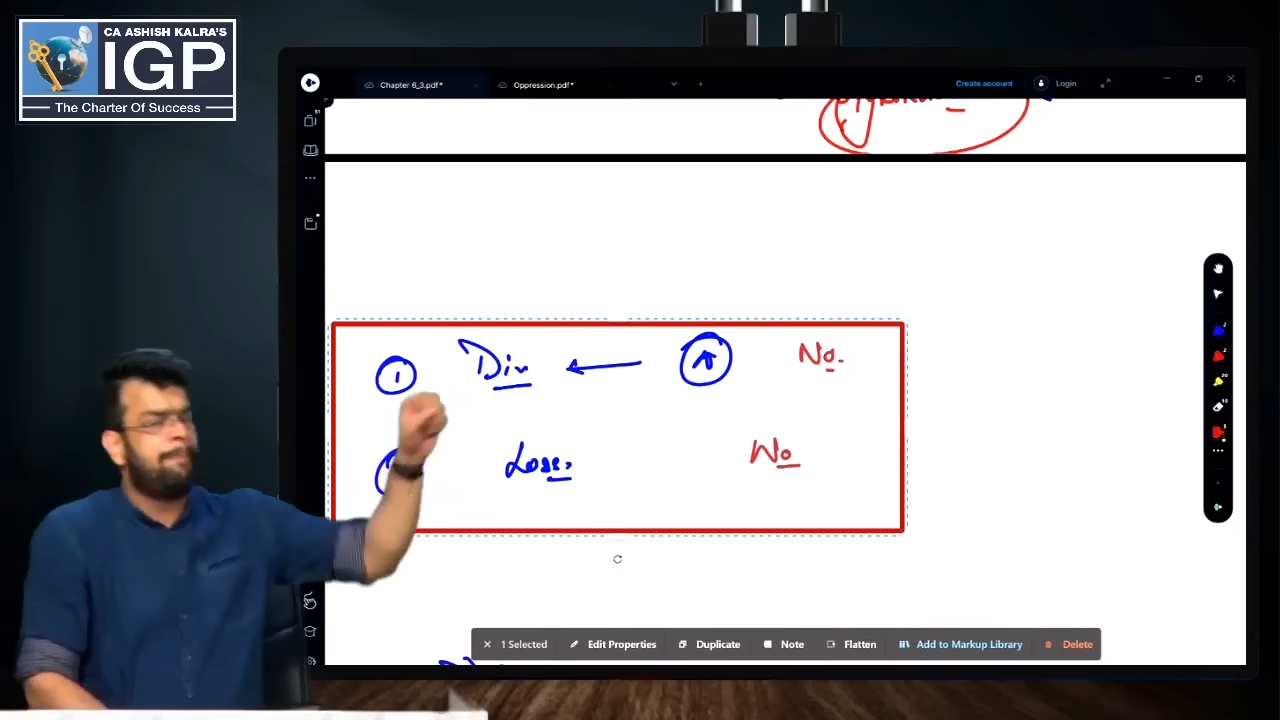 CA ASHISH KALRA'S
IGP
The Charter Of Success
Chapter 6_3.pdf*
Oppression.pdf*
Create account
Login
1 Div ← ↑ No.
Loss. No
1 Selected
Edit Properties
Duplicate
Note
Flatten
Add to Markup Library
Delete